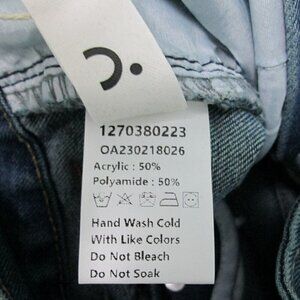 1270380223
OA230218026
Acrylic : 50%
Polyamide : 50%
Hand Wash Cold
With Like Colors
Do Not Bleach
Do Not Soak